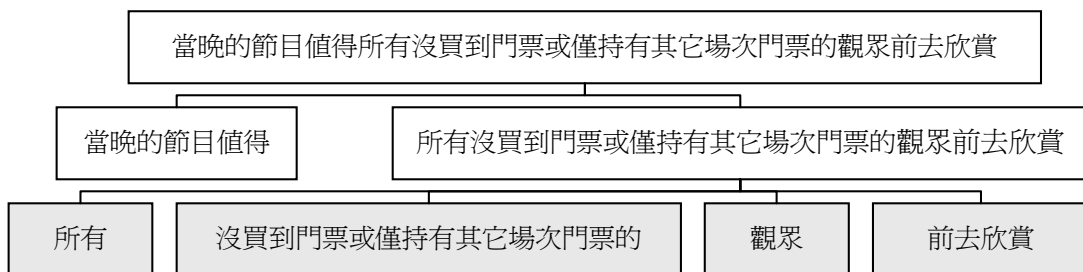 當晚的節目值得所有沒買到門票或僅持有其它場次門票的觀眾前去欣賞
當晚的節目值得
所有沒買到門票或僅持有其它場次門票的觀眾前去欣賞
所有
沒買到門票或僅持有其它場次門票的
觀眾
前去欣賞